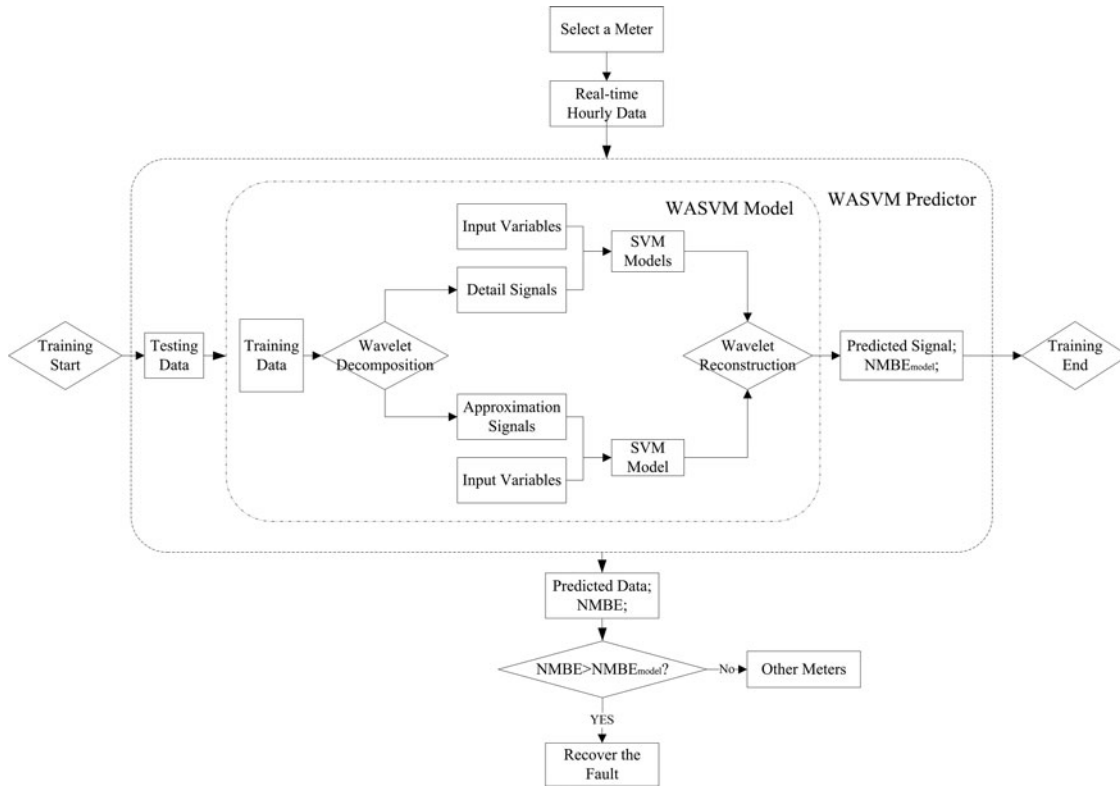 Select a Meter
Real-time
Hourly Data
WASVM Predictor
WASVM Model
Input Variables
SVM
Models
Detail Signals
Training
Start
Testing
Data
Training
Data
Wavelet
Decomposition
Wavelet
Reconstruction
Predicted Signal;
NMBEmodel;
Training
End
Approximation
Signals
SVM
Model
Input Variables
Predicted Data;
NMBE;
NMBE>NMBEmodel?
No
Other Meters
YES
Recover the
Fault